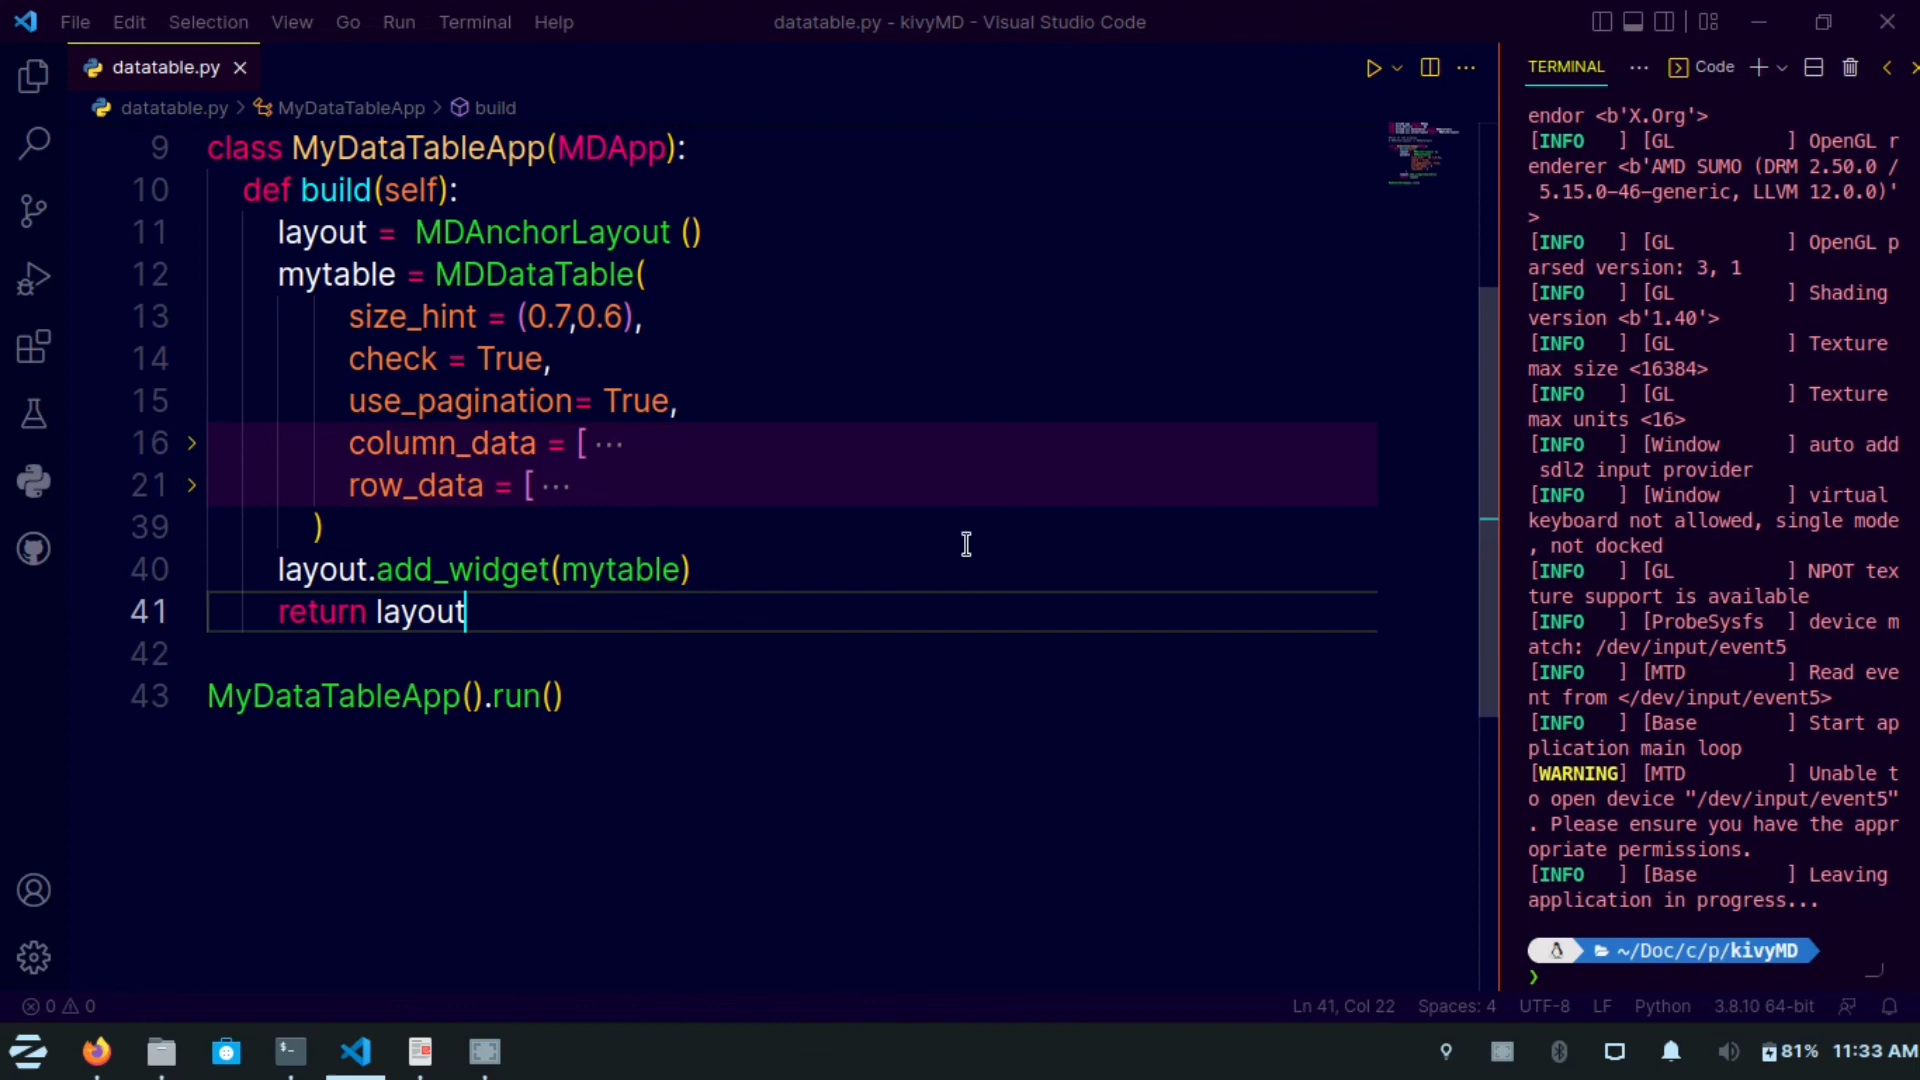 File Edit Selection View Go Run Terminal Help
datatable.py - kivyMD - Visual Studio Code
datatable.py
datatable.py > MyDataTableApp > build
9 class MyDataTableApp(MDApp):
10 def build(self):
11 layout = MDAnchorLayout ()
12 mytable = MDDataTable(
13 size_hint = (0.7,0.6),
14 check = True,
15 use_pagination= True,
16 column_data = [ ···
21 row_data = [ ···
39 )
40 layout.add_widget(mytable)
41 return layout
42
43 MyDataTableApp().run()
TERMINAL ··· Code
endor <b'X.Org'>
[INFO   ] [GL          ] OpenGL r
enderer <b'AMD SUMO (DRM 2.50.0 /
 5.15.0-46-generic, LLVM 12.0.0)'
>
[INFO   ] [GL          ] OpenGL p
arsed version: 3, 1
[INFO   ] [GL          ] Shading
version <b'1.40'>
[INFO   ] [GL          ] Texture
max size <16384>
[INFO   ] [GL          ] Texture
max units <16>
[INFO   ] [Window      ] auto add
 sdl2 input provider
[INFO   ] [Window      ] virtual
keyboard not allowed, single mode
, not docked
[INFO   ] [GL          ] NPOT tex
ture support is available
[INFO   ] [ProbeSysfs  ] device m
atch: /dev/input/event5
[INFO   ] [MTD         ] Read eve
nt from </dev/input/event5>
[INFO   ] [Base        ] Start ap
plication main loop
[WARNING] [MTD         ] Unable t
o open device "/dev/input/event5"
. Please ensure you have the appr
opriate permissions.
[INFO   ] [Base        ] Leaving
application in progress...
~/Doc/c/p/kivyMD
❯
0 0
Ln 41, Col 22 Spaces: 4 UTF-8 LF Python 3.8.10 64-bit
81% 11:33 AM